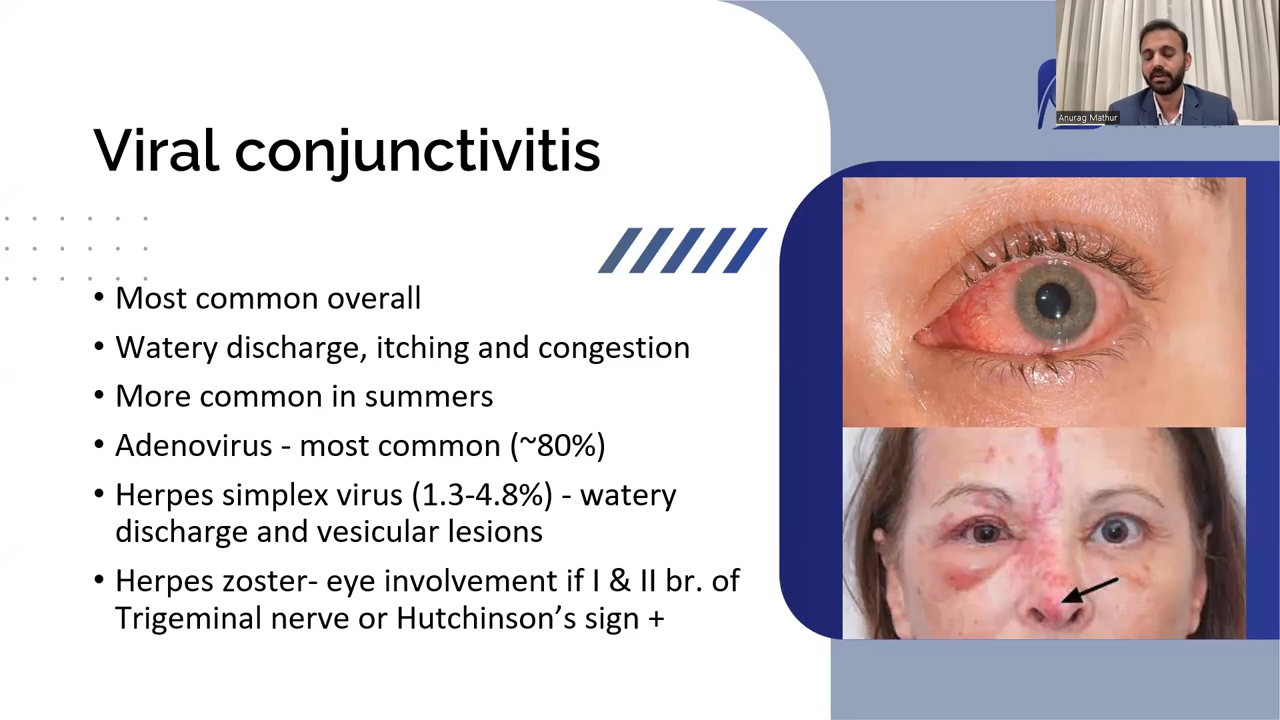 Anurag Mathur
Viral conjunctivitis
• Most common overall
• Watery discharge, itching and congestion
• More common in summers
• Adenovirus - most common (~80%)
• Herpes simplex virus (1.3-4.8%) - watery
discharge and vesicular lesions
• Herpes zoster- eye involvement if I & II br. of
Trigeminal nerve or Hutchinson’s sign +